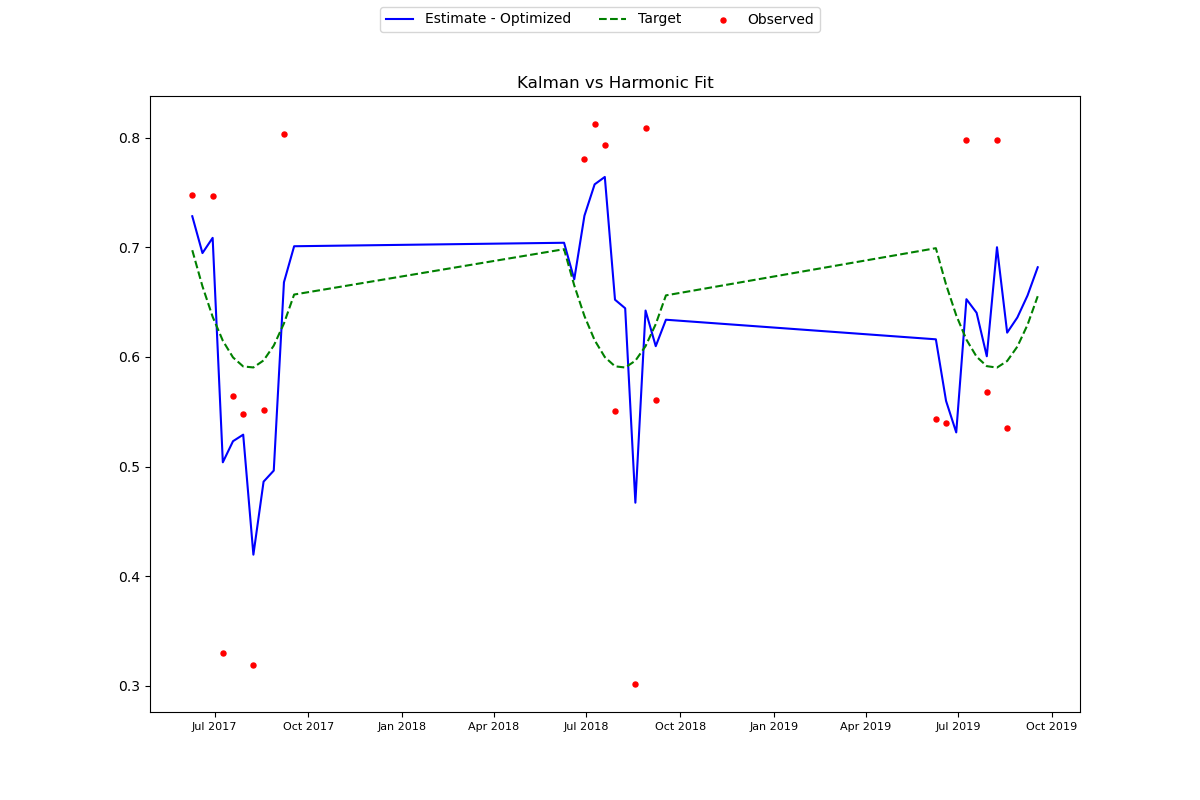 Estimate - Optimized Target Observed
Kalman vs Harmonic Fit
0.8
0.7
0.6
0.5
0.4
0.3
Jul 2017 Oct 2017 Jan 2018 Apr 2018 Jul 2018 Oct 2018 Jan 2019 Apr 2019 Jul 2019 Oct 2019